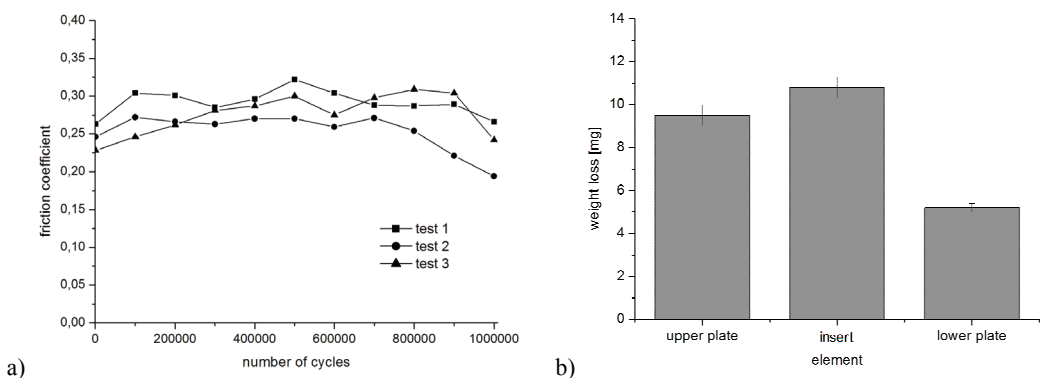 0,40
0,35
0,30
0,25
0,20
0,15
0,10
0,05
0,00
friction coefficient
test 1
test 2
test 3
0 200000 400000 600000 800000 1000000
number of cycles
a)
14
12
10
8
6
4
2
0
weight loss [mg]
upper plate insert lower plate
element
b)